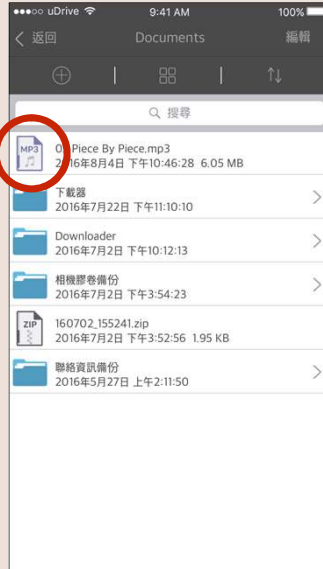 uDrive 9:41 AM 100%
返回 Documents 編輯
搜尋
MP3
Piece By Piece.mp3
2016年8月4日 下午10:46:28 6.05 MB
下載器
2016年7月22日 下午11:10:10
Downloader
2016年7月2日 下午10:12:13
相機膠卷備份
2016年7月2日 下午3:54:23
ZIP
160702_155241.zip
2016年7月2日 下午3:52:56 1.95 KB
聯絡資訊備份
2016年5月27日 上午2:11:50